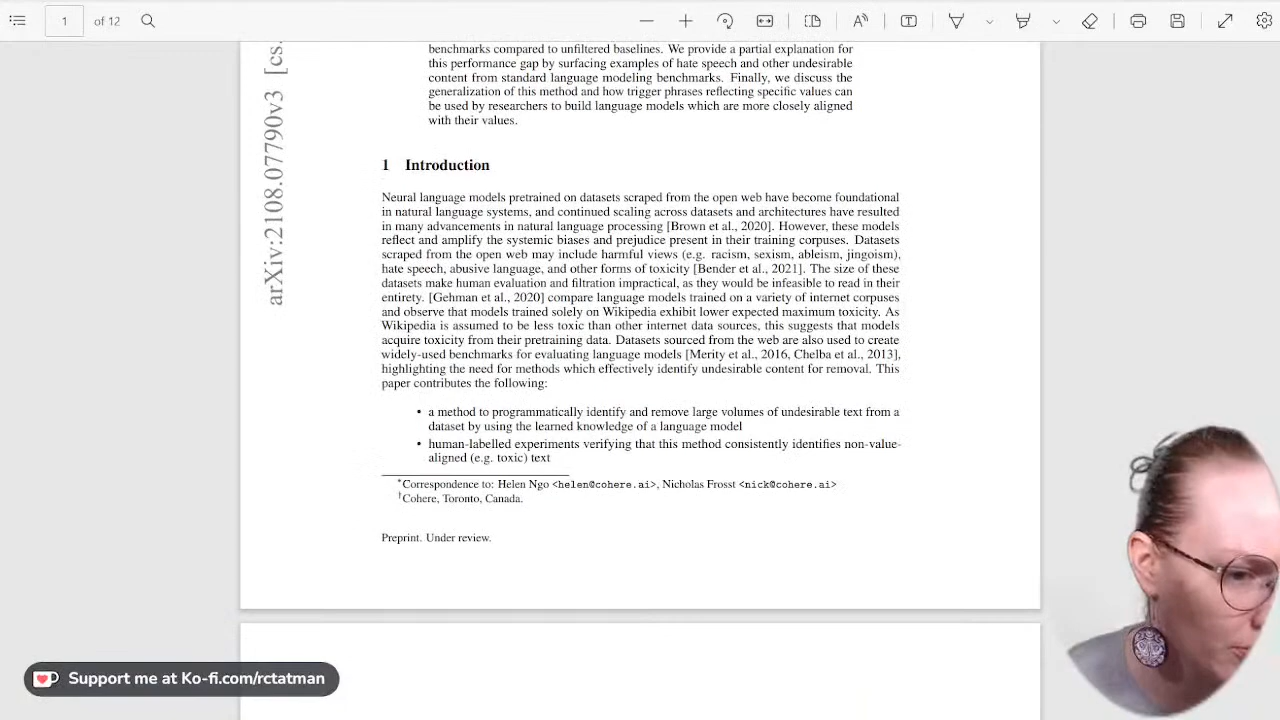 1 of 12
arXiv:2108.07790v3 [cs.
benchmarks compared to unfiltered baselines. We provide a partial explanation for
this performance gap by surfacing examples of hate speech and other undesirable
content from standard language modeling benchmarks. Finally, we discuss the
generalization of this method and how trigger phrases reflecting specific values can
be used by researchers to build language models which are more closely aligned
with their values.
1 Introduction
Neural language models pretrained on datasets scraped from the open web have become foundational
in natural language systems, and continued scaling across datasets and architectures have resulted
in many advancements in natural language processing [Brown et al., 2020]. However, these models
reflect and amplify the systemic biases and prejudice present in their training corpuses. Datasets
scraped from the open web may include harmful views (e.g. racism, sexism, ableism, jingoism),
hate speech, abusive language, and other forms of toxicity [Bender et al., 2021]. The size of these
datasets make human evaluation and filtration impractical, as they would be infeasible to read in their
entirety. [Gehman et al., 2020] compare language models trained on a variety of internet corpuses
and observe that models trained solely on Wikipedia exhibit lower expected maximum toxicity. As
Wikipedia is assumed to be less toxic than other internet data sources, this suggests that models
acquire toxicity from their pretraining data. Datasets sourced from the web are also used to create
widely-used benchmarks for evaluating language models [Merity et al., 2016, Chelba et al., 2013],
highlighting the need for methods which effectively identify undesirable content for removal. This
paper contributes the following:
• a method to programmatically identify and remove large volumes of undesirable text from a
dataset by using the learned knowledge of a language model
• human-labelled experiments verifying that this method consistently identifies non-value-
aligned (e.g. toxic) text
*Correspondence to: Helen Ngo <helen@cohere.ai>, Nicholas Frosst <nick@cohere.ai>
†Cohere, Toronto, Canada.
Preprint. Under review.
Support me at Ko-fi.com/rctatman